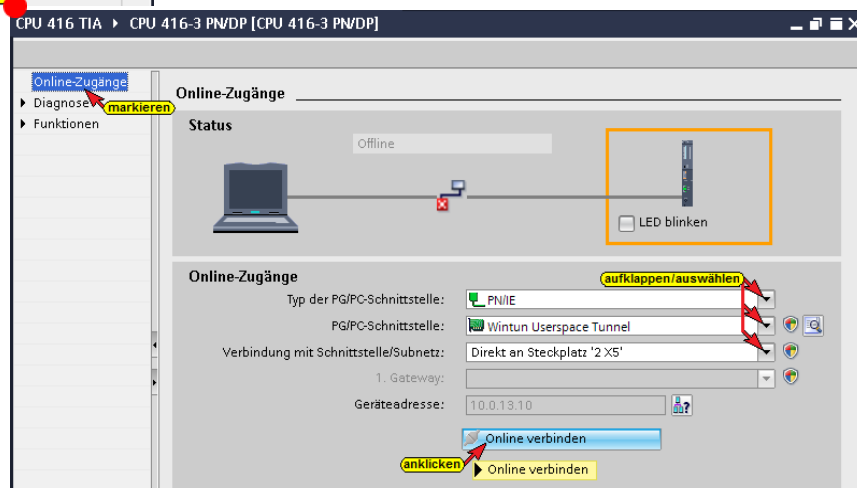 CPU 416 TIA ▸ CPU 416-3 PN/DP [CPU 416-3 PN/DP]
Online-Zugänge
markieren
Diagnose
Funktionen
Online-Zugänge
Status
Offline
LED blinken
Online-Zugänge
aufklappen/auswählen
Typ der PG/PC-Schnittstelle: PN/IE
PG/PC-Schnittstelle: Wintun Userspace Tunnel
Verbindung mit Schnittstelle/Subnetz: Direkt an Steckplatz '2 X5'
1. Gateway:
Geräteadresse: 10.0.13.10
Online verbinden
anklicken
Online verbinden